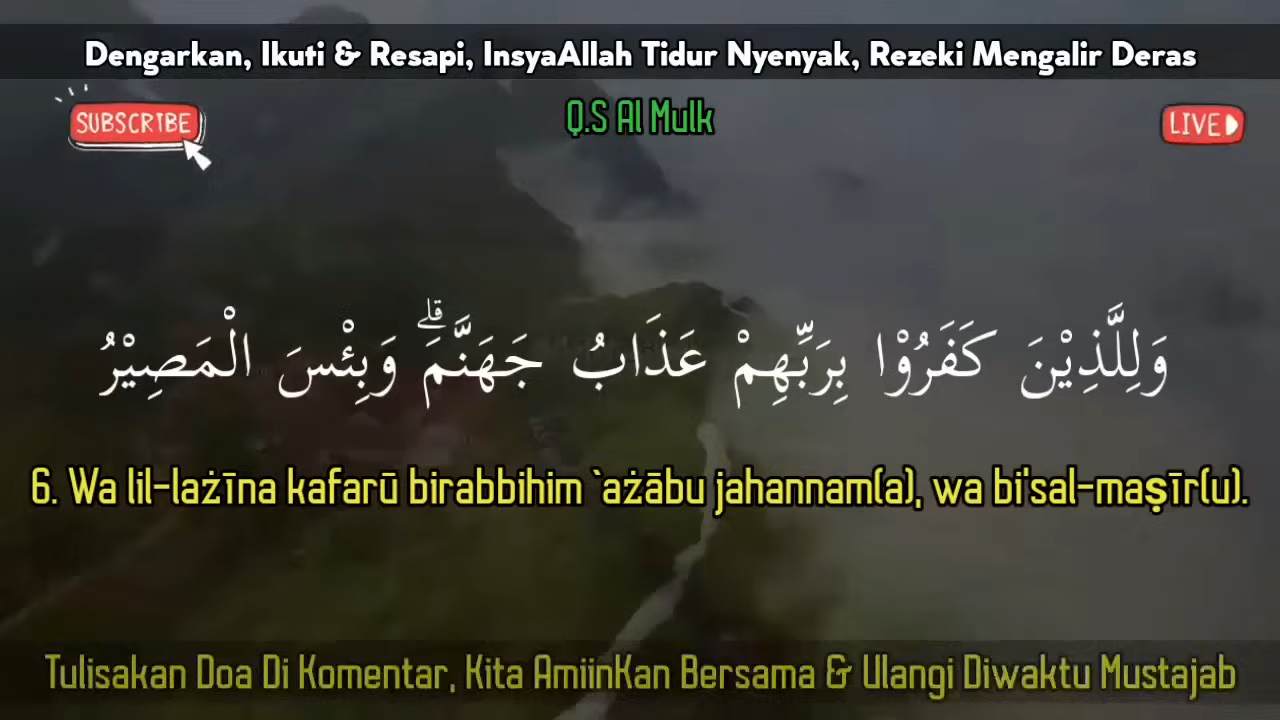 Dengarkan, Ikuti & Resapi, InsyaAllah Tidur Nyenyak, Rezeki Mengalir Deras
SUBSCRIBE
Q.S Al Mulk
LIVE
وَلِلَّذِيْنَ كَفَرُوْا بِرَبِّهِمْ عَذَابُ جَهَنَّمَۗ وَبِئْسَ الْمَصِيْرُ
6. Wa lil-lażīna kafarū birabbihim `ażābu jahannam(a), wa bi'sal-maṣīr(u).
Tulisakan Doa Di Komentar, Kita AmiinKan Bersama & Ulangi Diwaktu Mustajab